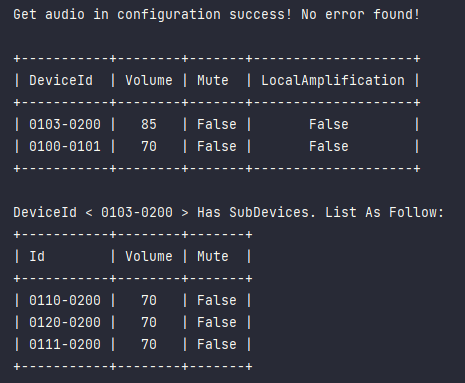 Get audio in configuration success! No error found!
+-----------+--------+-------+--------------------+
| DeviceId  | Volume | Mute  | LocalAmplification |
+-----------+--------+-------+--------------------+
| 0103-0200 |   85   | False |       False        |
| 0100-0101 |   70   | False |       False        |
+-----------+--------+-------+--------------------+
DeviceId < 0103-0200 > Has SubDevices. List As Follow:
+-----------+--------+-------+
| Id        | Volume | Mute  |
+-----------+--------+-------+
| 0110-0200 |   70   | False |
| 0120-0200 |   70   | False |
| 0111-0200 |   70   | False |
+-----------+--------+-------+